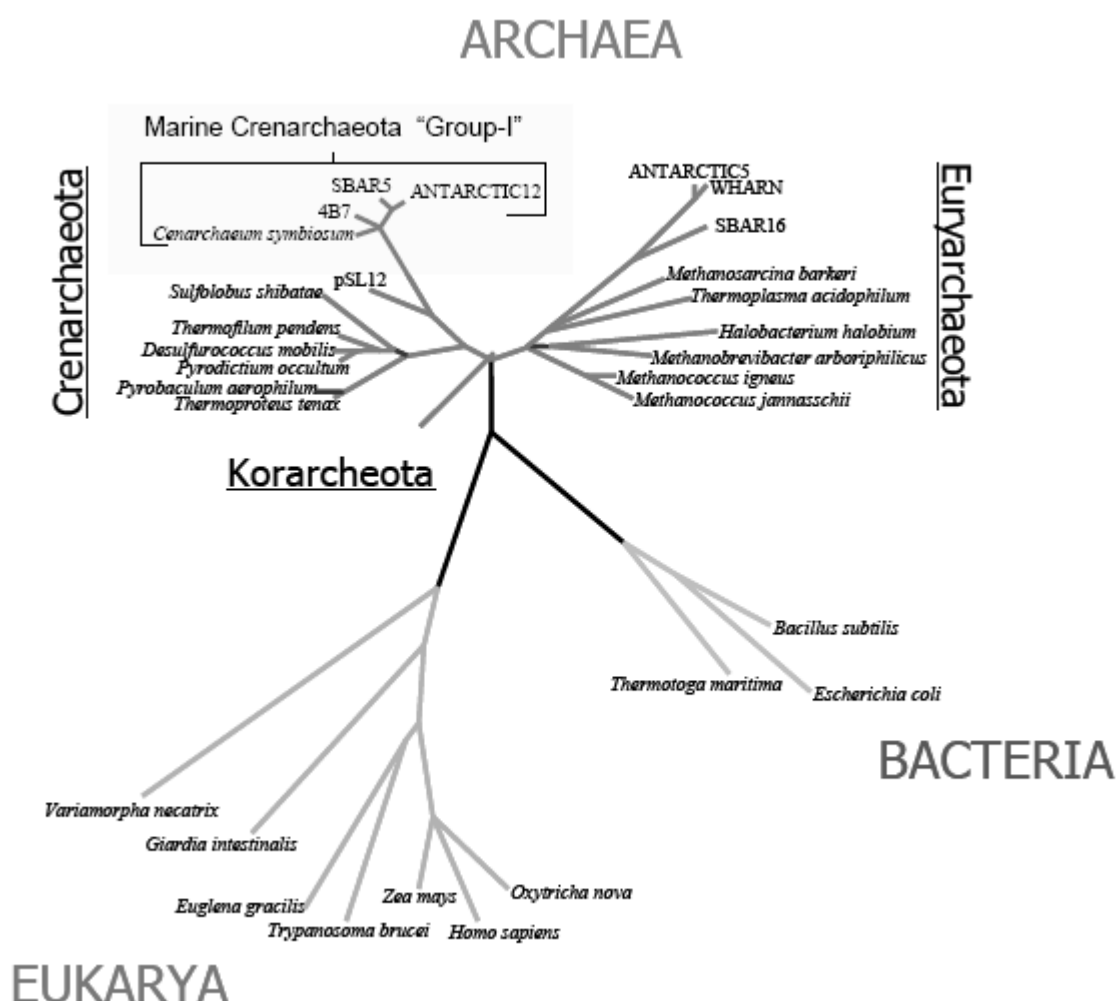 ARCHAEA
Marine Crenarchaeota “Group-I”
Crenarchaeota
SBAR5
ANTARCTIC12
4B7
Cenarchaeum symbiosum
pSL12
Sulfolobus shibatae
Thermofilum pendens
Desulfurococcus mobilis
Pyrodictium occultum
Pyrobaculum aerophilum
Thermoproteus tenax
Korarcheota
ANTARCTIC5
WHARN
SBAR16
Methanosarcina barkeri
Thermoplasma acidophilum
Halobacterium halobium
Methanobrevibacter arboriphilicus
Methanococcus igneus
Methanococcus jannasschii
Euryarchaeota
Bacillus subtilis
Thermotoga maritima
Escherichia coli
BACTERIA
Variamorpha necatrix
Giardia intestinalis
Euglena gracilis
Zea mays
Oxytricha nova
Trypanosoma brucei
Homo sapiens
EUKARYA